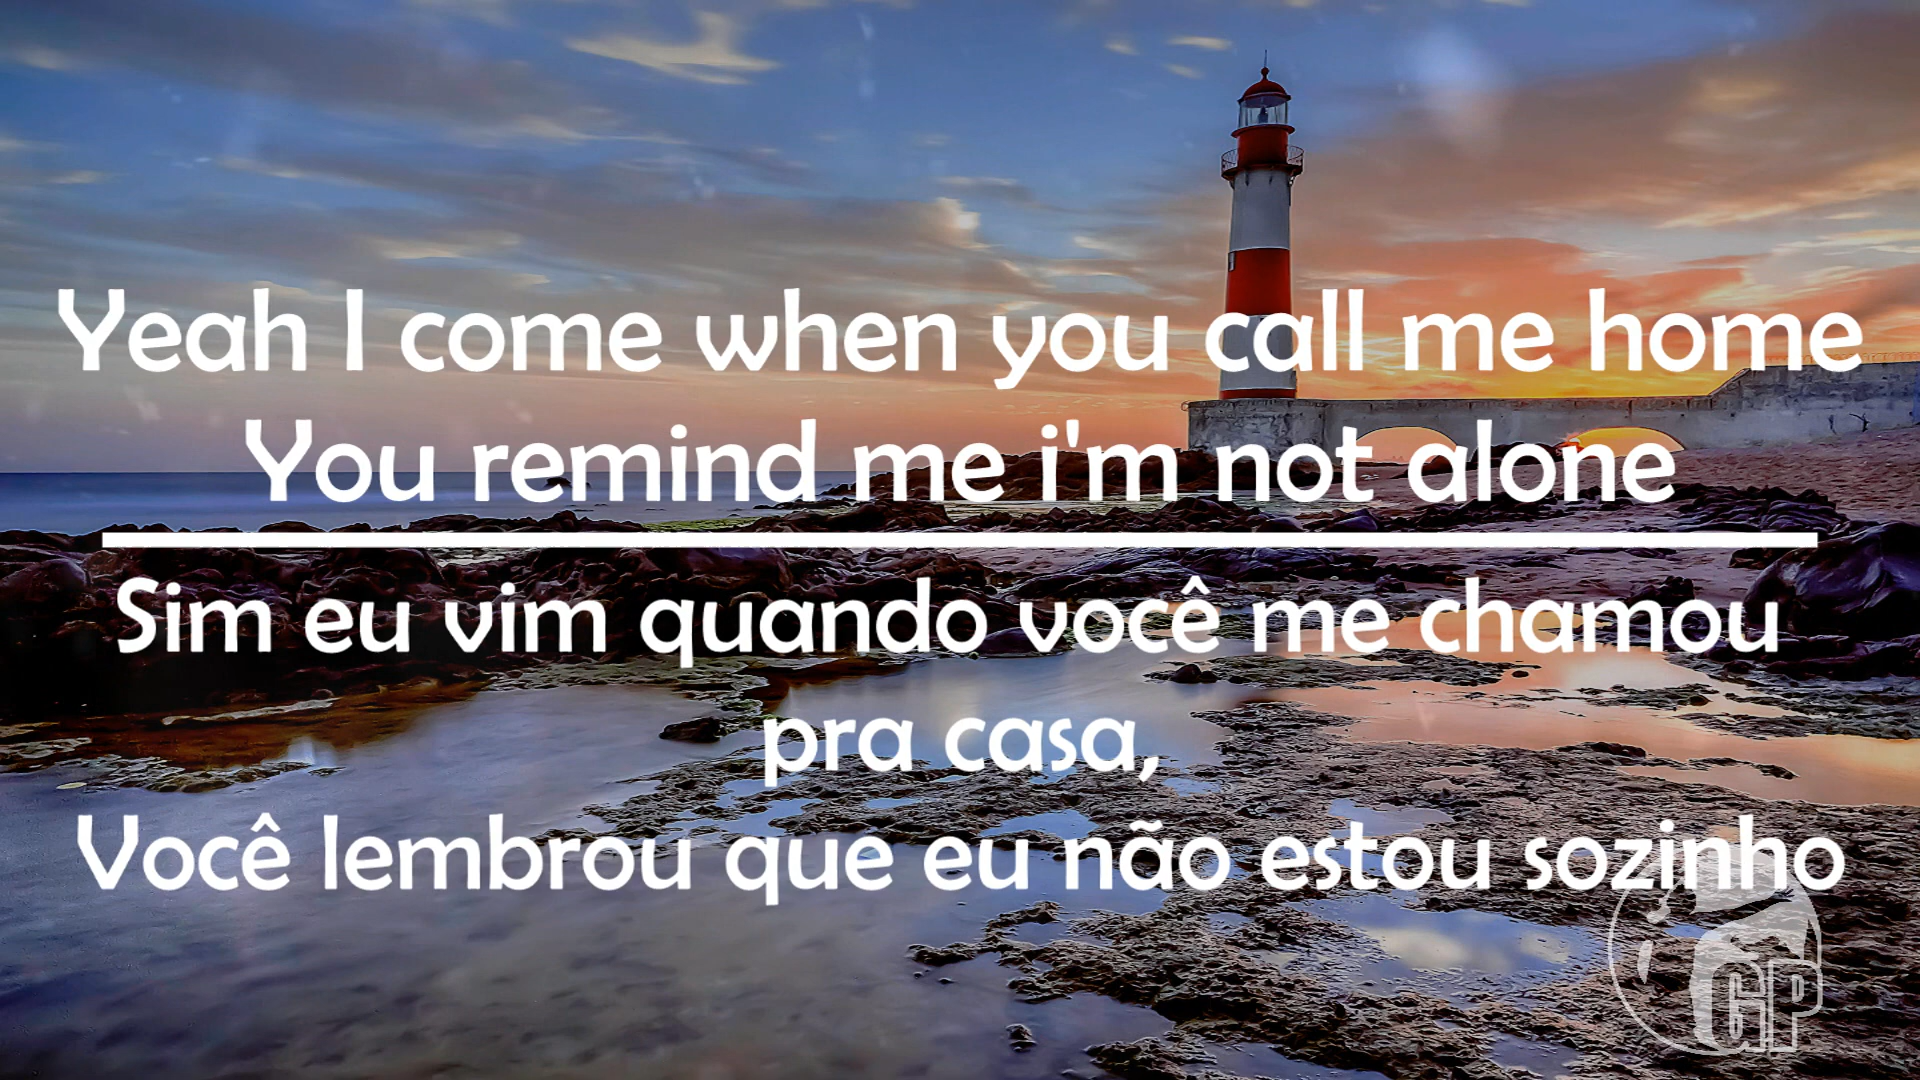 Yeah I come when you call me home
You remind me i'm not alone
Sim eu vim quando você me chamou
pra casa,
Você lembrou que eu não estou sozinho
GP